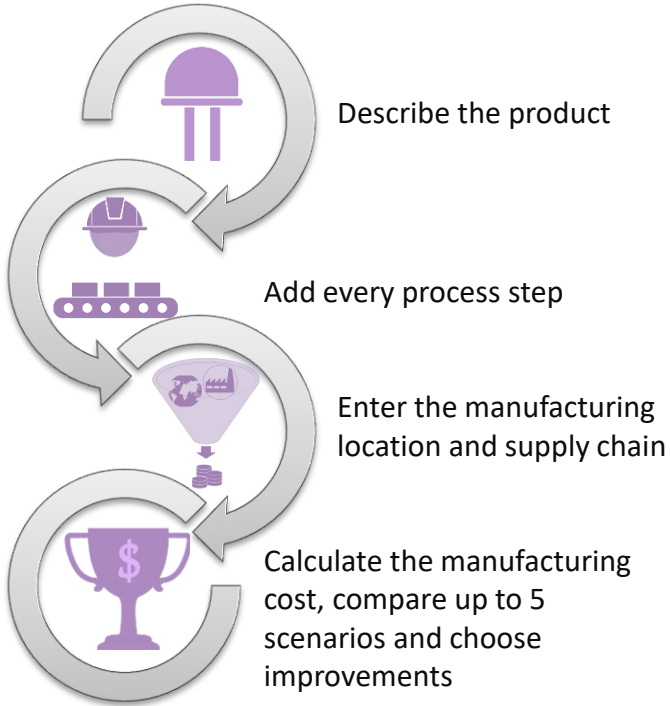 Describe the product
Add every process step
Enter the manufacturing
location and supply chain
$
Calculate the manufacturing
cost, compare up to 5
scenarios and choose
improvements